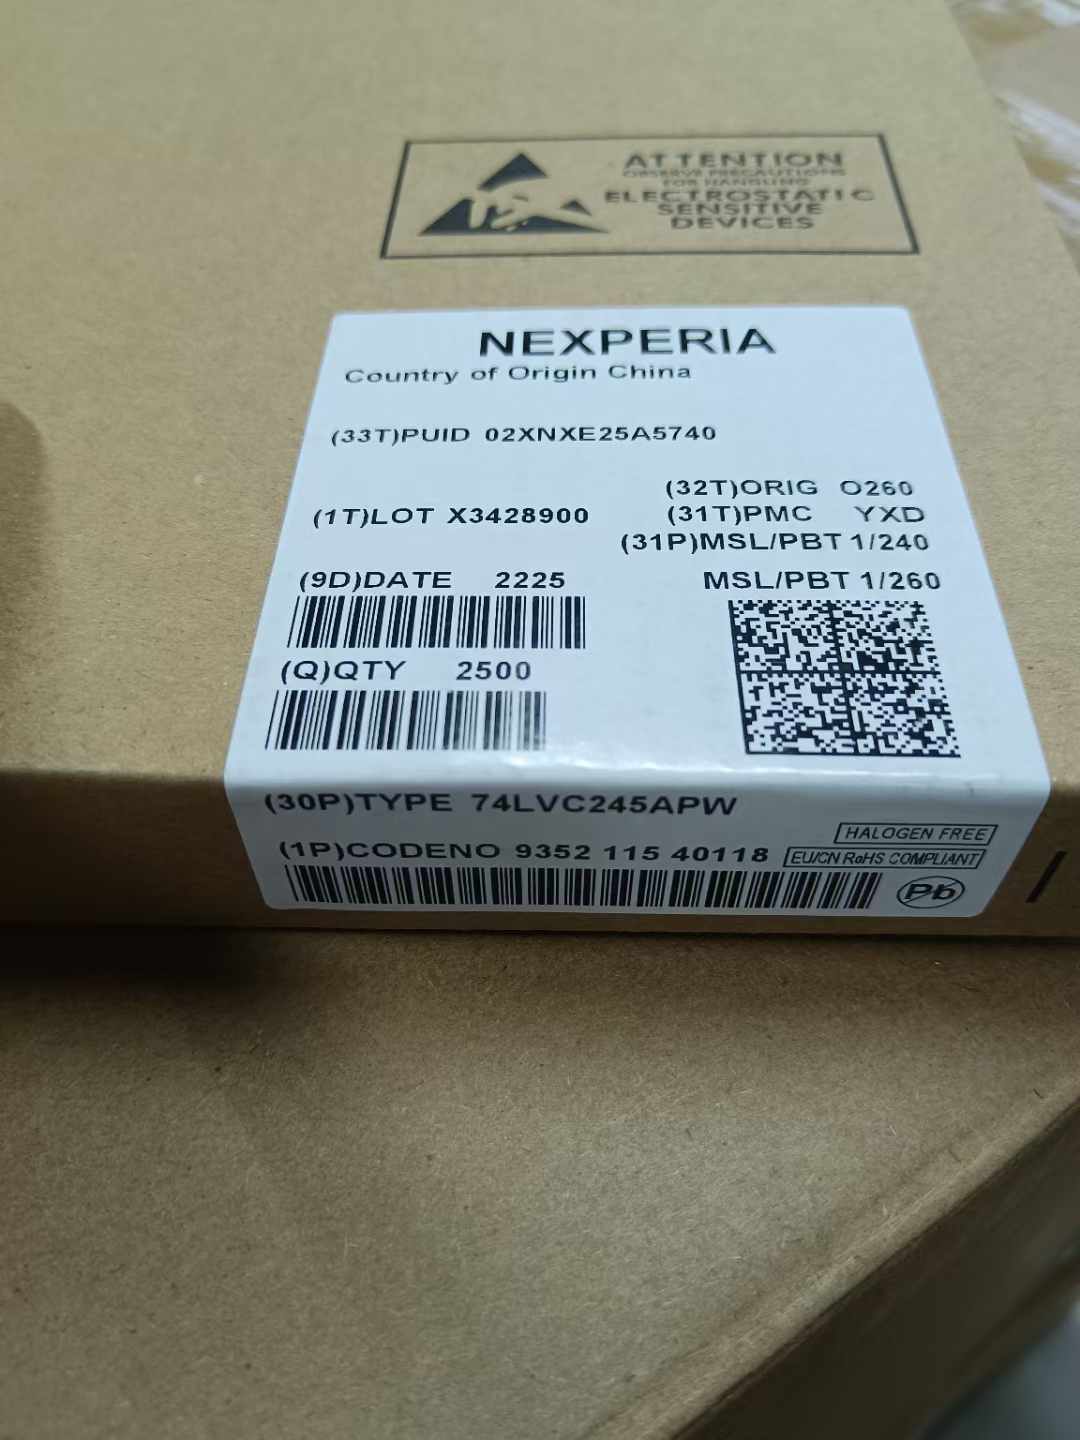 ATTENTION
OBSERVE PRECAUTIONS
FOR HANDLING
ELECTROSTATIC
SENSITIVE
DEVICES
NEXPERIA
Country of Origin China
(33T)PUID 02XNXE25A5740
(32T)ORIG O260
(1T)LOT X3428900
(31T)PMC YXD
(31P)MSL/PBT 1/240
(9D)DATE 2225
MSL/PBT 1/260
(Q)QTY 2500
(30P)TYPE 74LVC245APW
HALOGEN FREE
(1P)CODENO 9352 115 40118
EU/CN RoHS COMPLIANT
Pb